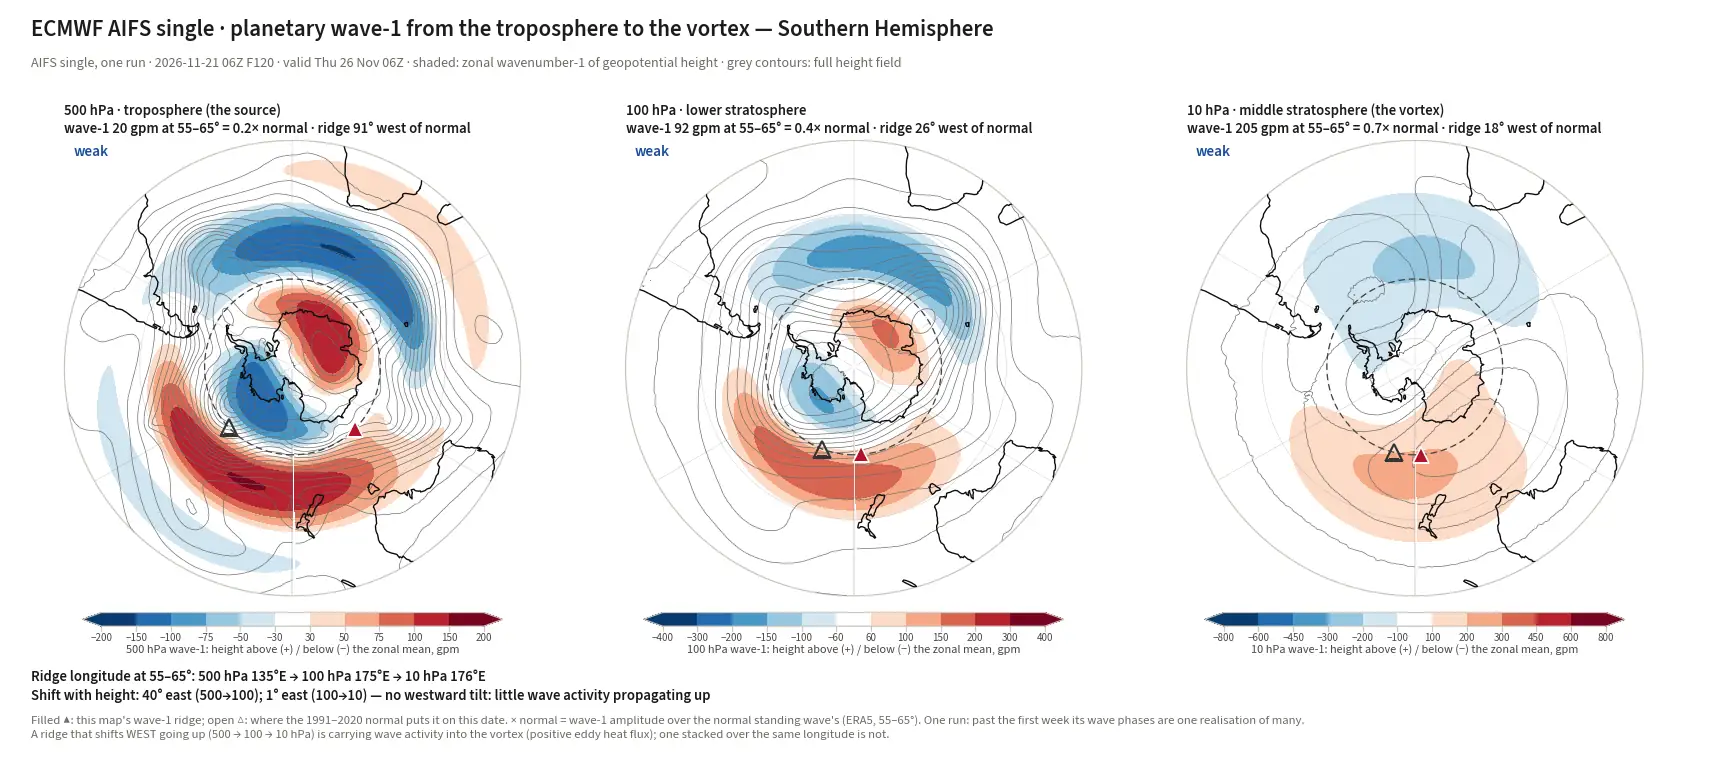 ECMWF AIFS single · planetary wave-1 from the troposphere to the vortex — Southern Hemisphere
AIFS single, one run · 2026-11-21 06Z F120 · valid Thu 26 Nov 06Z · shaded: zonal wavenumber-1 of geopotential height · grey contours: full height field
500 hPa · troposphere (the source)
wave-1 20 gpm at 55–65° = 0.2× normal · ridge 91° west of normal
weak
100 hPa · lower stratosphere
wave-1 92 gpm at 55–65° = 0.4× normal · ridge 26° west of normal
weak
10 hPa · middle stratosphere (the vortex)
wave-1 205 gpm at 55–65° = 0.7× normal · ridge 18° west of normal
weak
−200 −150 −100 −75 −50 −30 30 50 75 100 150 200
500 hPa wave-1: height above (+) / below (−) the zonal mean, gpm
−400 −300 −200 −150 −100 −60 60 100 150 200 300 400
100 hPa wave-1: height above (+) / below (−) the zonal mean, gpm
−800 −600 −450 −300 −200 −100 100 200 300 450 600 800
10 hPa wave-1: height above (+) / below (−) the zonal mean, gpm
Ridge longitude at 55–65°: 500 hPa 135°E → 100 hPa 175°E → 10 hPa 176°E
Shift with height: 40° east (500→100); 1° east (100→10) — no westward tilt: little wave activity propagating up
Filled ▲: this map's wave-1 ridge; open △: where the 1991–2020 normal puts it on this date. × normal = wave-1 amplitude over the normal standing wave's (ERA5, 55–65°). One run: past the first week its wave phases are one realisation of many.
A ridge that shifts WEST going up (500 → 100 → 10 hPa) is carrying wave activity into the vortex (positive eddy heat flux); one stacked over the same longitude is not.